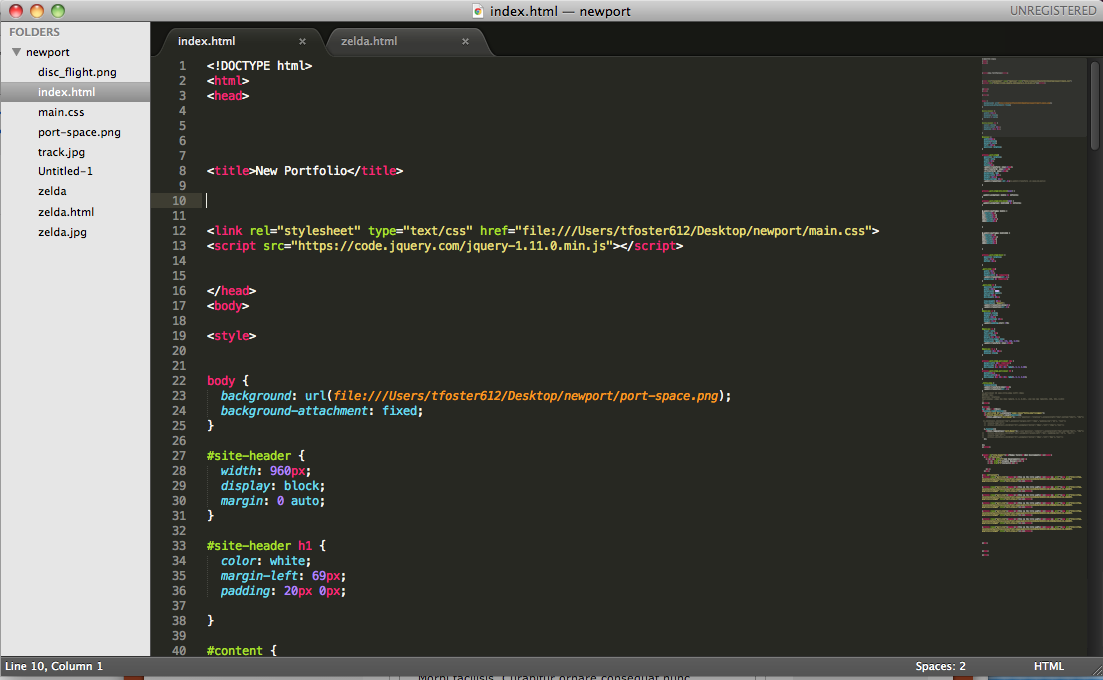 index.html — newport
UNREGISTERED
FOLDERS
newport
disc_flight.png
index.html
main.css
port-space.png
track.jpg
Untitled-1
zelda
zelda.html
zelda.jpg
index.html × zelda.html ×
1 <!DOCTYPE html>
2 <html>
3 <head>
4
5
6
7
8 <title>New Portfolio</title>
9
10
11
12 <link rel="stylesheet" type="text/css" href="file:///Users/tfoster612/Desktop/newport/main.css">
13 <script src="https://code.jquery.com/jquery-1.11.0.min.js"></script>
14
15
16 </head>
17 <body>
18
19 <style>
20
21
22 body {
23 background: url(file:///Users/tfoster612/Desktop/newport/port-space.png);
24 background-attachment: fixed;
25 }
26
27 #site-header {
28 width: 960px;
29 display: block;
30 margin: 0 auto;
31 }
32
33 #site-header h1 {
34 color: white;
35 margin-left: 69px;
36 padding: 20px 0px;
37
38 }
39
40 #content {
Line 10, Column 1
Spaces: 2
HTML